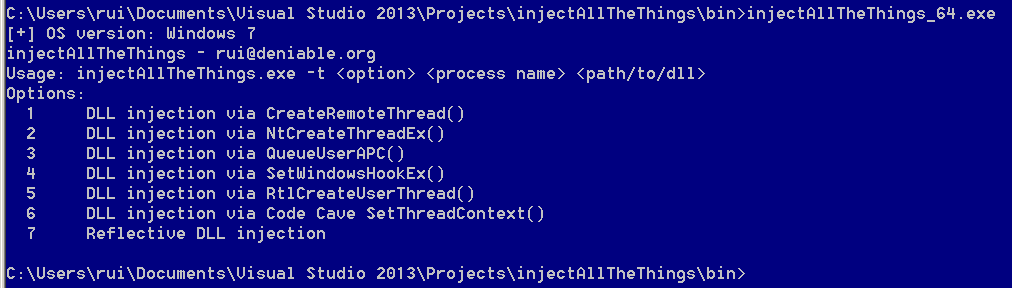 C:\Users\rui\Documents\Visual Studio 2013\Projects\injectAllTheThings\bin>injectAllTheThings_64.exe
[+] OS version: Windows 7
injectAllTheThings - rui@deniable.org
Usage: injectAllTheThings.exe -t <option> <process name> <path/to/dll>
Options:
  1     DLL injection via CreateRemoteThread()
  2     DLL injection via NtCreateThreadEx()
  3     DLL injection via QueueUserAPC()
  4     DLL injection via SetWindowsHookEx()
  5     DLL injection via RtlCreateUserThread()
  6     DLL injection via Code Cave SetThreadContext()
  7     Reflective DLL injection
C:\Users\rui\Documents\Visual Studio 2013\Projects\injectAllTheThings\bin>